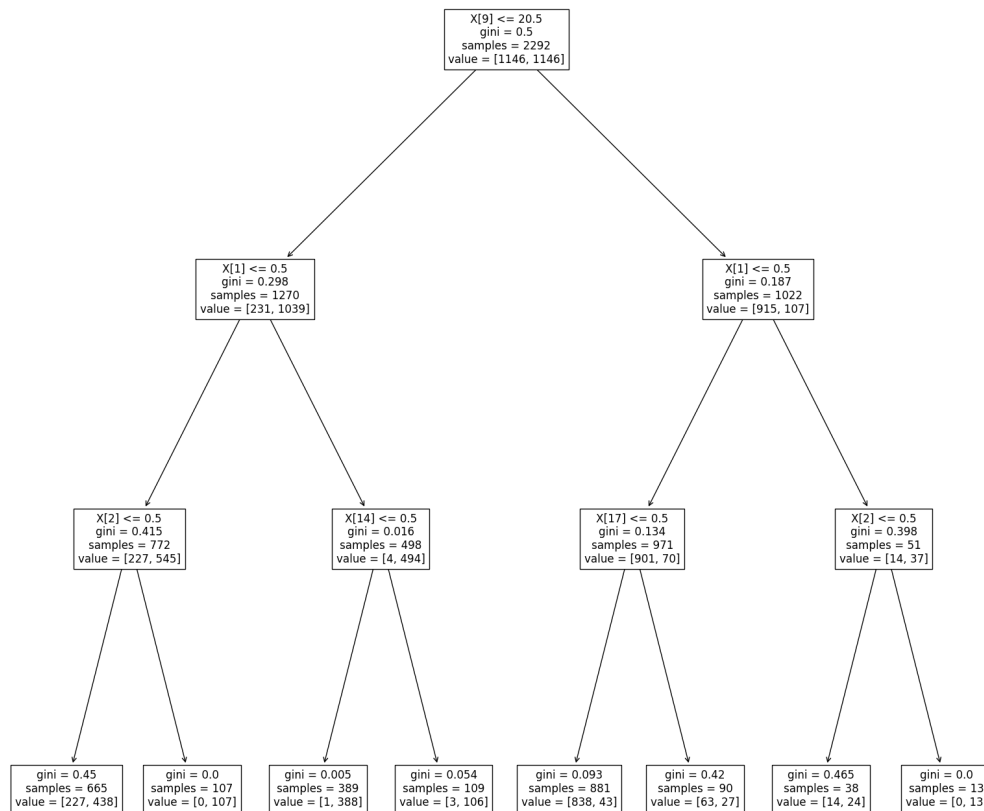 X[9] <= 20.5
gini = 0.5
samples = 2292
value = [1146, 1146]
X[1] <= 0.5
gini = 0.298
samples = 1270
value = [231, 1039]
X[1] <= 0.5
gini = 0.187
samples = 1022
value = [915, 107]
X[2] <= 0.5
gini = 0.415
samples = 772
value = [227, 545]
X[14] <= 0.5
gini = 0.016
samples = 498
value = [4, 494]
X[17] <= 0.5
gini = 0.134
samples = 971
value = [901, 70]
X[2] <= 0.5
gini = 0.398
samples = 51
value = [14, 37]
gini = 0.45
samples = 665
value = [227, 438]
gini = 0.0
samples = 107
value = [0, 107]
gini = 0.005
samples = 389
value = [1, 388]
gini = 0.054
samples = 109
value = [3, 106]
gini = 0.093
samples = 881
value = [838, 43]
gini = 0.42
samples = 90
value = [63, 27]
gini = 0.465
samples = 38
value = [14, 24]
gini = 0.0
samples = 13
value = [0, 13